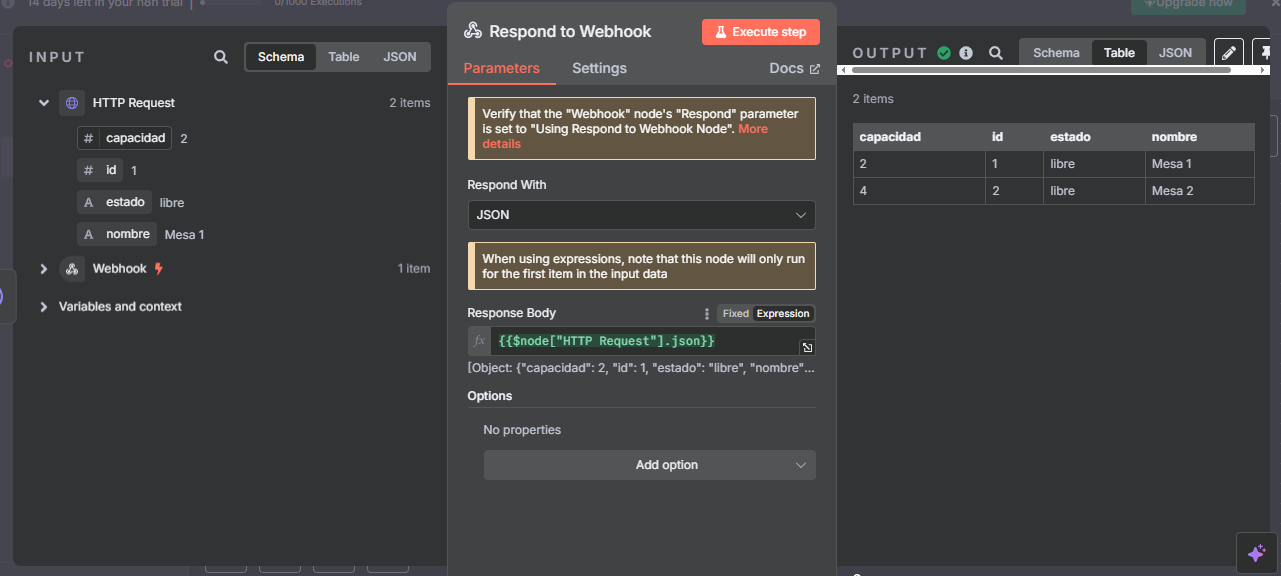 14 days left in your n8n trial
0/1000 Executions
Upgrade now
INPUT
Schema
Table
JSON
HTTP Request
2 items
# capacidad 2
# id 1
A estado libre
A nombre Mesa 1
Webhook
1 item
Variables and context
Respond to Webhook
Execute step
Parameters
Settings
Docs
Verify that the "Webhook" node's "Respond" parameter
is set to "Using Respond to Webhook Node". More
details
Respond With
JSON
When using expressions, note that this node will only run
for the first item in the input data
Response Body
Fixed
Expression
fx
{{$node["HTTP Request"].json}}
[Object: {"capacidad": 2, "id": 1, "estado": "libre", "nombre"...
Options
No properties
Add option
OUTPUT
Schema
Table
JSON
2 items
capacidad id estado nombre
2 1 libre Mesa 1
4 2 libre Mesa 2